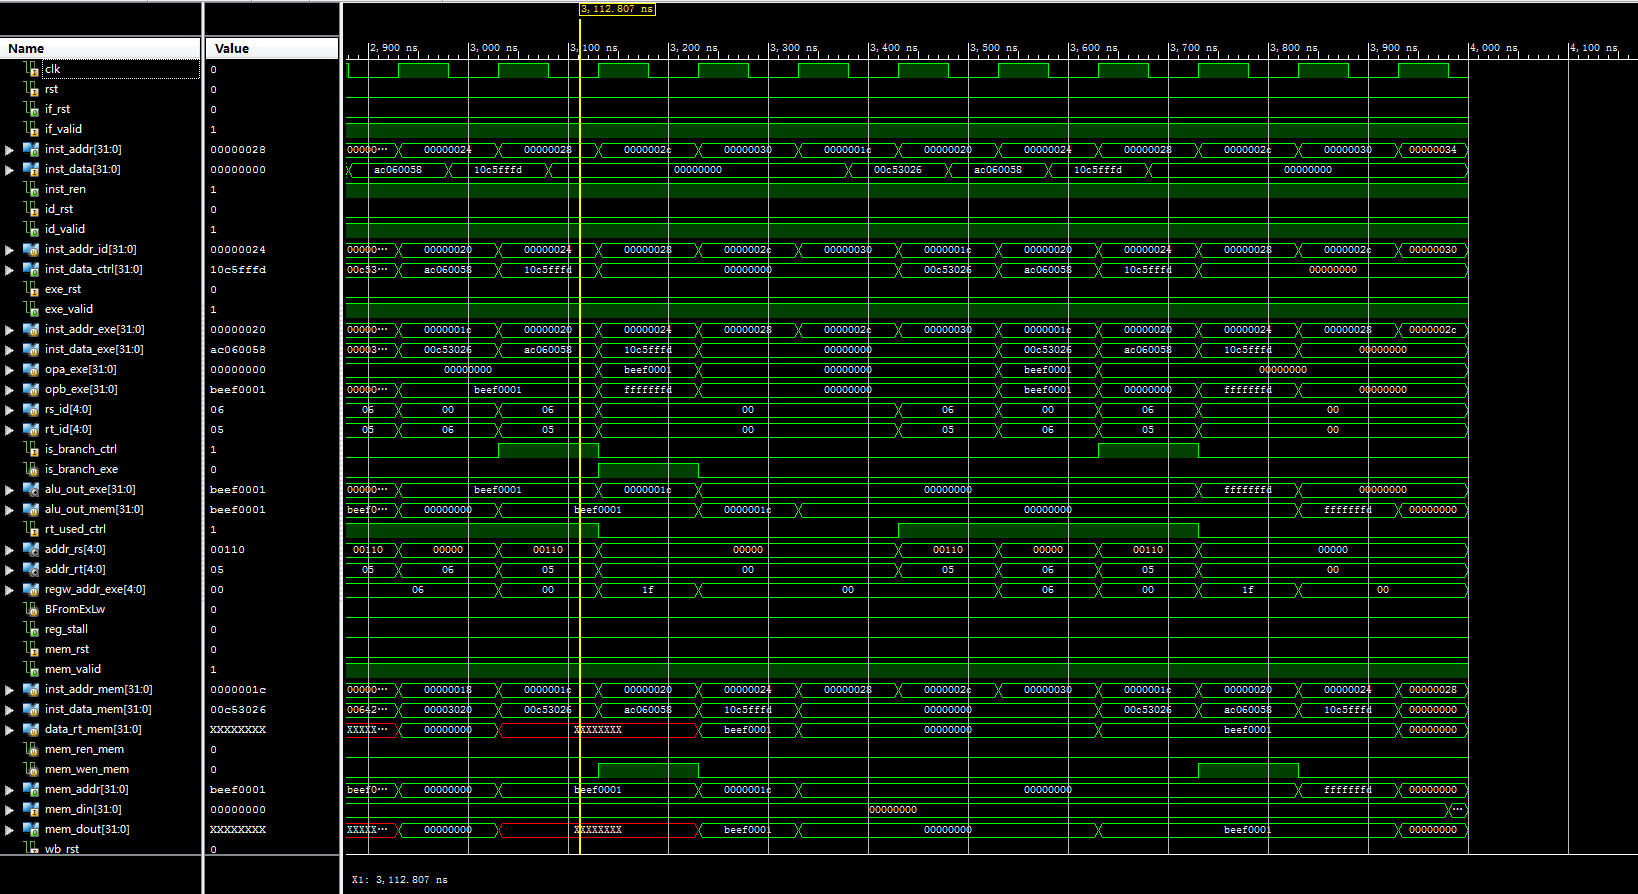 3,112.807 ns
Name Value 2,900 ns 3,000 ns 3,100 ns 3,200 ns 3,300 ns 3,400 ns 3,500 ns 3,600 ns 3,700 ns 3,800 ns 3,900 ns 4,000 ns 4,100 ns
clk 0
rst 0
if_rst 0
if_valid 1
inst_addr[31:0] 00000028 00000··· 00000024 00000028 0000002c 00000030 0000001c 00000020 00000024 00000028 0000002c 00000030 00000034
inst_data[31:0] 00000000 ac060058 10c5fffd 00000000 00c53026 ac060058 10c5fffd 00000000
inst_ren 1
id_rst 0
id_valid 1
inst_addr_id[31:0] 00000024 00000··· 00000020 00000024 00000028 0000002c 00000030 0000001c 00000020 00000024 00000028 0000002c 00000030
inst_data_ctrl[31:0] 10c5fffd 00c53··· ac060058 10c5fffd 00000000 00c53026 ac060058 10c5fffd 00000000
exe_rst 0
exe_valid 1
inst_addr_exe[31:0] 00000020 00000··· 0000001c 00000020 00000024 00000028 0000002c 00000030 0000001c 00000020 00000024 00000028 0000002c
inst_data_exe[31:0] ac060058 00003··· 00c53026 ac060058 10c5fffd 00000000 00c53026 ac060058 10c5fffd 00000000
opa_exe[31:0] 00000000 00000000 beef0001 00000000 beef0001 00000000
opb_exe[31:0] beef0001 00000··· beef0001 fffffffd 00000000 beef0001 00000000 fffffffd 00000000
rs_id[4:0] 06 06 00 06 00 06 00 06 00
rt_id[4:0] 05 05 06 05 00 05 06 05 00
is_branch_ctrl 1
is_branch_exe 0
alu_out_exe[31:0] beef0001 00000··· beef0001 0000001c 00000000 fffffffd 00000000
alu_out_mem[31:0] beef0001 beef0··· 00000000 beef0001 0000001c 00000000 fffffffd 00000000
rt_used_ctrl 1
addr_rs[4:0] 00110 00110 00000 00110 00000 00110 00000 00110 00000
addr_rt[4:0] 05 05 06 05 00 05 06 05 00
regw_addr_exe[4:0] 00 06 00 1f 00 06 00 1f 00
BFromExLw 0
reg_stall 0
mem_rst 0
mem_valid 1
inst_addr_mem[31:0] 0000001c 00000··· 00000018 0000001c 00000020 00000024 00000028 0000002c 00000030 0000001c 00000020 00000024 00000028
inst_data_mem[31:0] 00c53026 00642··· 00003020 00c53026 ac060058 10c5fffd 00000000 00c53026 ac060058 10c5fffd 00000000
data_rt_mem[31:0] XXXXXXXX XXXXX··· 00000000 XXXXXXXX beef0001 00000000 beef0001 00000000
mem_ren_mem 0
mem_wen_mem 0
mem_addr[31:0] beef0001 beef0··· 00000000 beef0001 0000001c 00000000 fffffffd 00000000
mem_din[31:0] 00000000 00000000 ···
mem_dout[31:0] XXXXXXXX XXXXX··· 00000000 XXXXXXXX beef0001 00000000 beef0001 00000000
wb_rst 0
X1: 3,112.807 ns